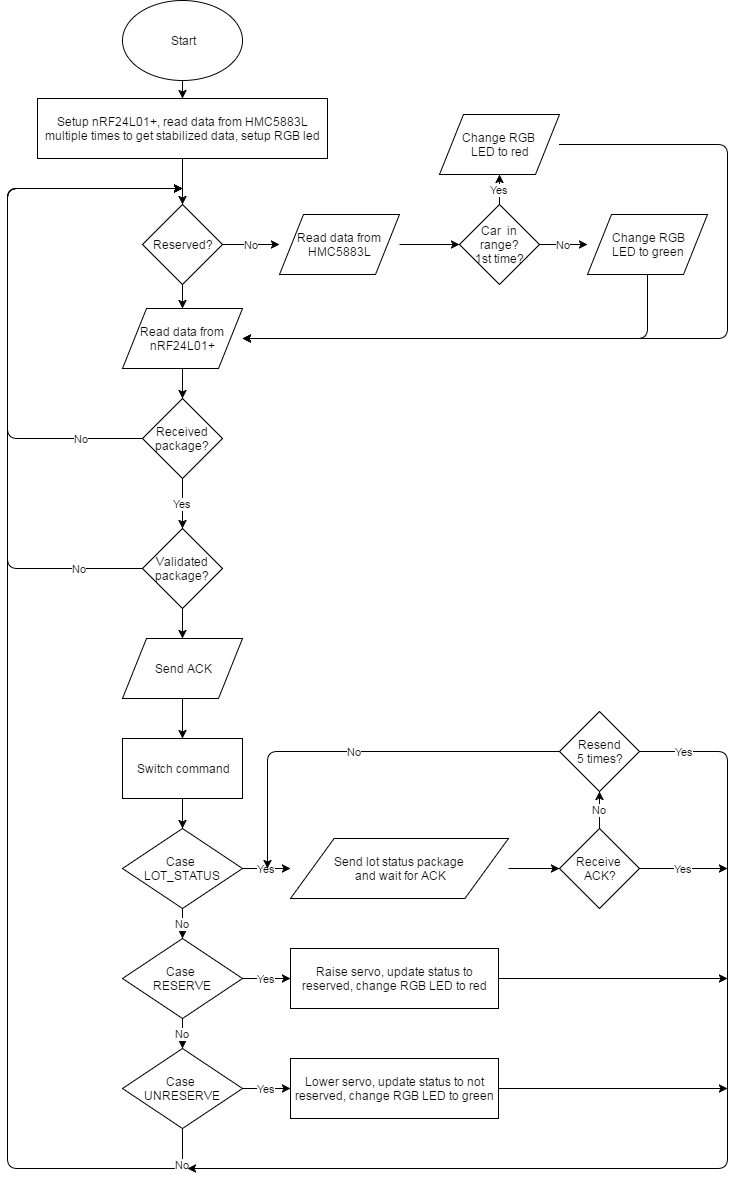 Start
Setup nRF24L01+, read data from HMC5883L
multiple times to get stabilized data, setup RGB led
Change RGB
LED to red
Yes
Reserved?
No
Read data from
HMC5883L
Car in
range?
1st time?
No
Change RGB
LED to green
Read data from
nRF24L01+
Received
package?
No
Yes
Validated
package?
No
Send ACK
Switch command
Resend
5 times?
No
Yes
No
Case
LOT_STATUS
Yes
Send lot status package
and wait for ACK
Receive
ACK?
Yes
No
Case
RESERVE
Yes
Raise servo, update status to
reserved, change RGB LED to red
No
Case
UNRESERVE
Yes
Lower servo, update status to not
reserved, change RGB LED to green
No